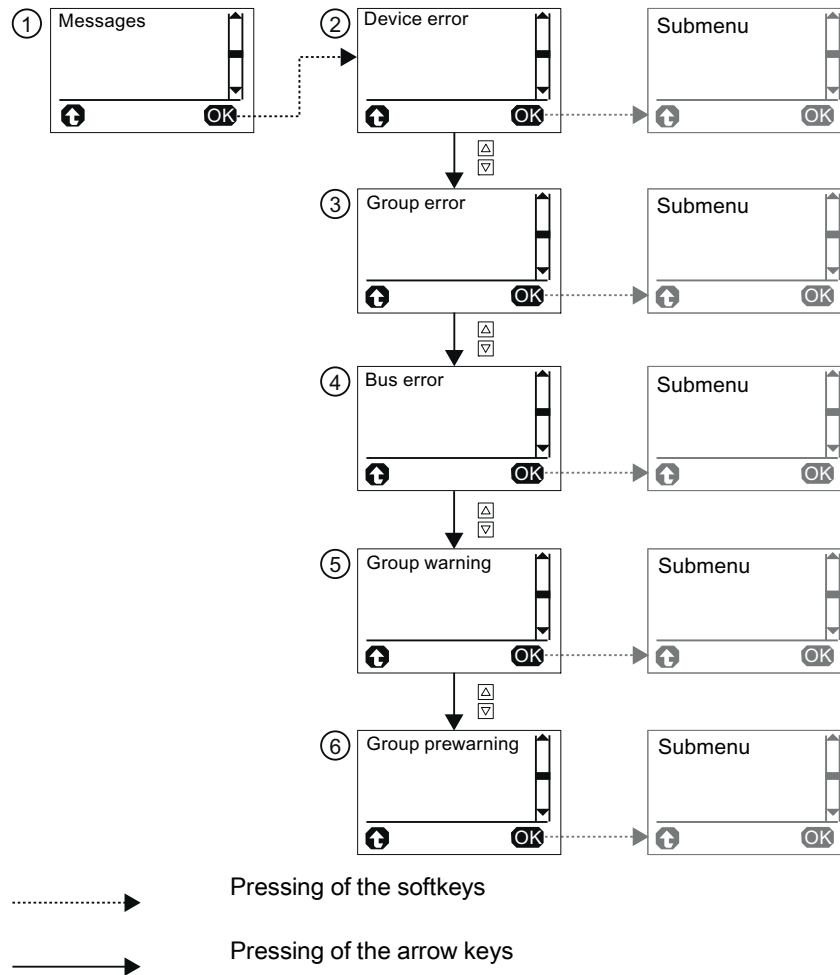 1 Messages
OK
2 Device error
OK
Submenu
OK
3 Group error
OK
Submenu
OK
4 Bus error
OK
Submenu
OK
5 Group warning
OK
Submenu
OK
6 Group prewarning
OK
Submenu
OK
Pressing of the softkeys
Pressing of the arrow keys